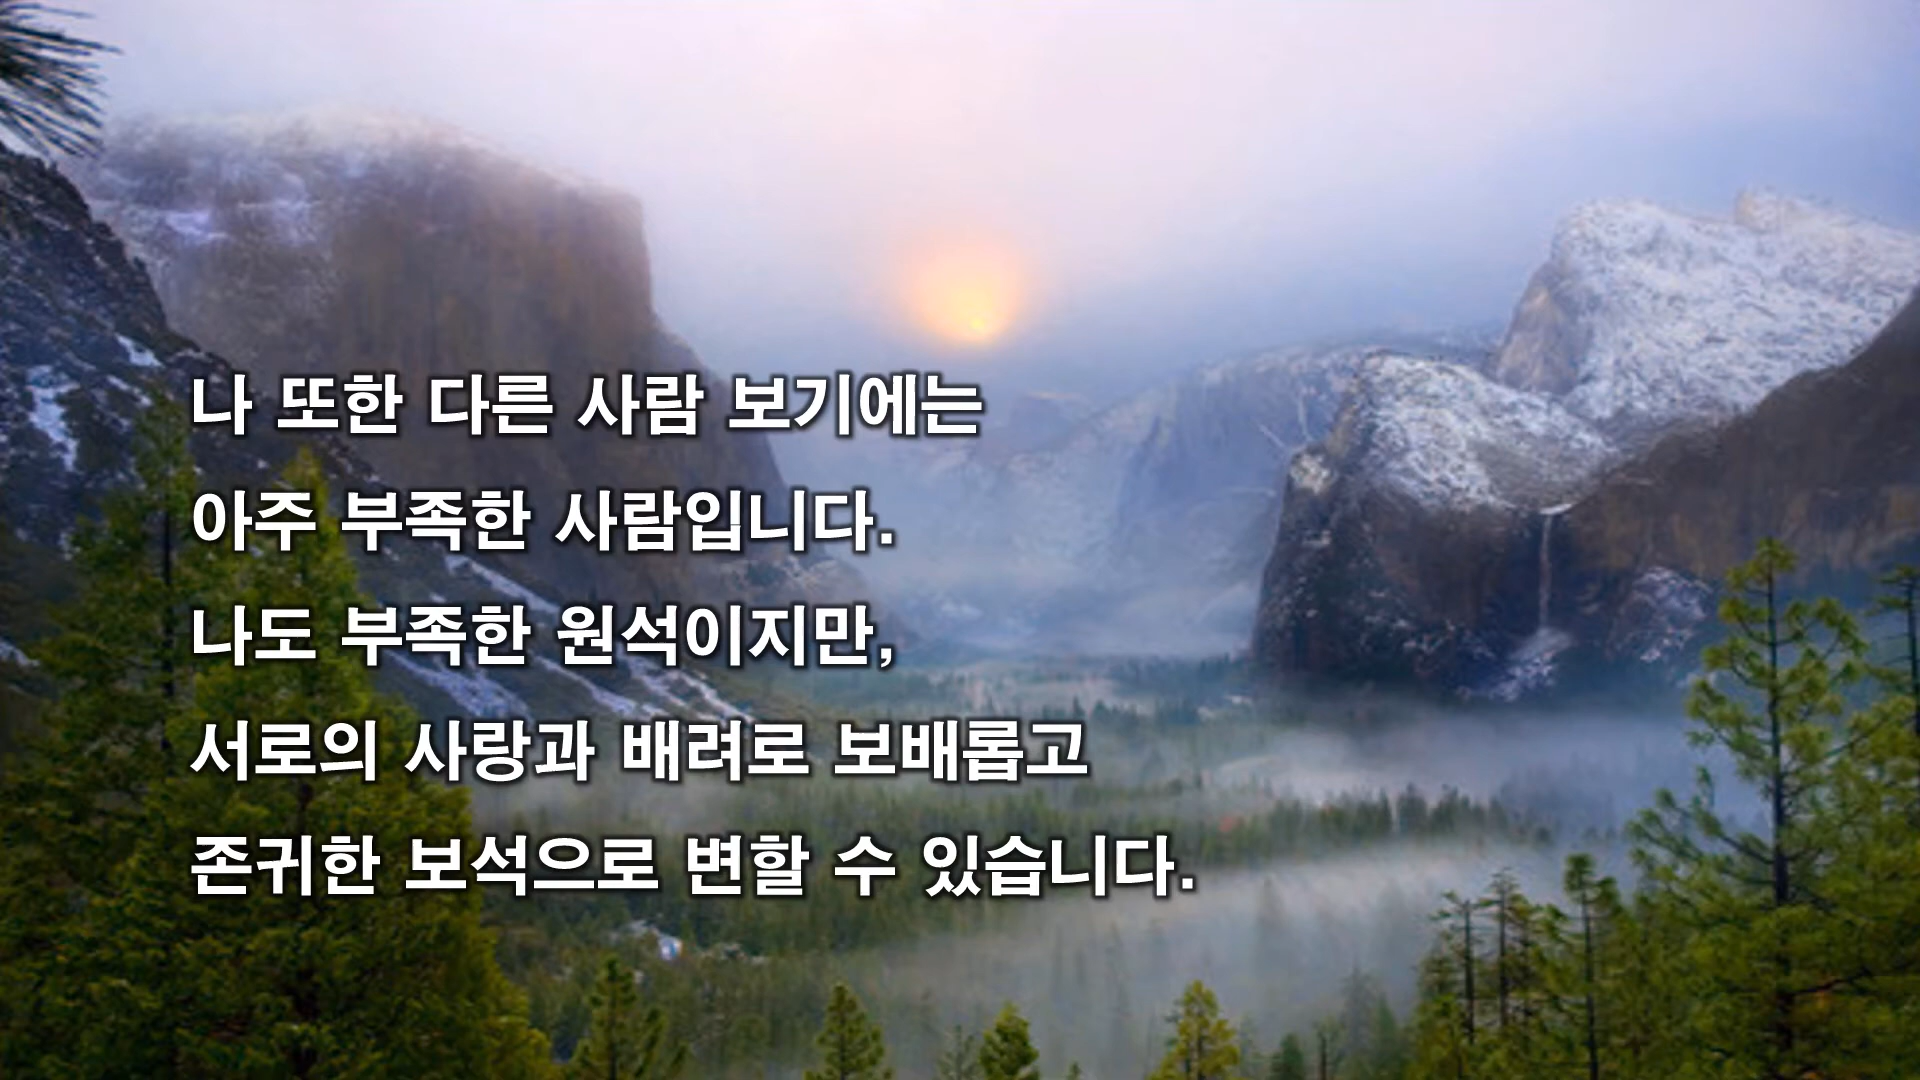 나 또한 다른 사람 보기에는
아주 부족한 사람입니다.
나도 부족한 원석이지만,
서로의 사랑과 배려로 보배롭고
존귀한 보석으로 변할 수 있습니다.